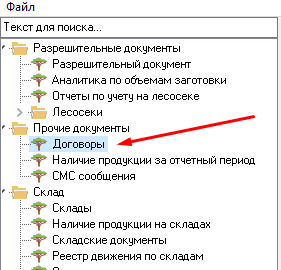 Файл
Текст для поиска...
Разрешительные документы
Разрешительный документ
Аналитика по объемам заготовки
Отчеты по учету на лесосеке
Лесосеки
Прочие документы
Договоры
Наличие продукции за отчетный период
СМС сообщения
Склад
Склады
Наличие продукции на складах
Складские документы
Реестр движения по складам